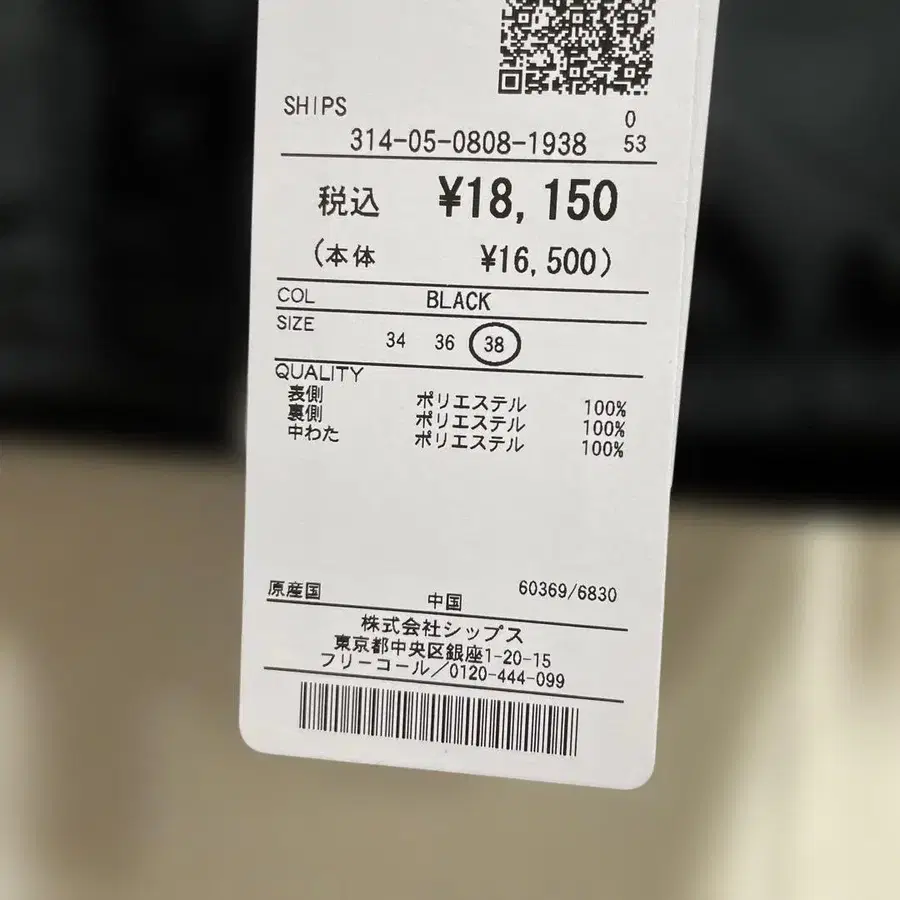 SHIPS
0
314-05-0808-1938 53
税込 ¥18,150
(本体 ¥16,500)
COL BLACK
SIZE
34 36 38
QUALITY
表側 ポリエステル 100%
裏側 ポリエステル 100%
中わた ポリエステル 100%
60369/6830
原産国 中国
株式会社シップス
東京都中央区銀座1-20-15
フリーコール／0120-444-099